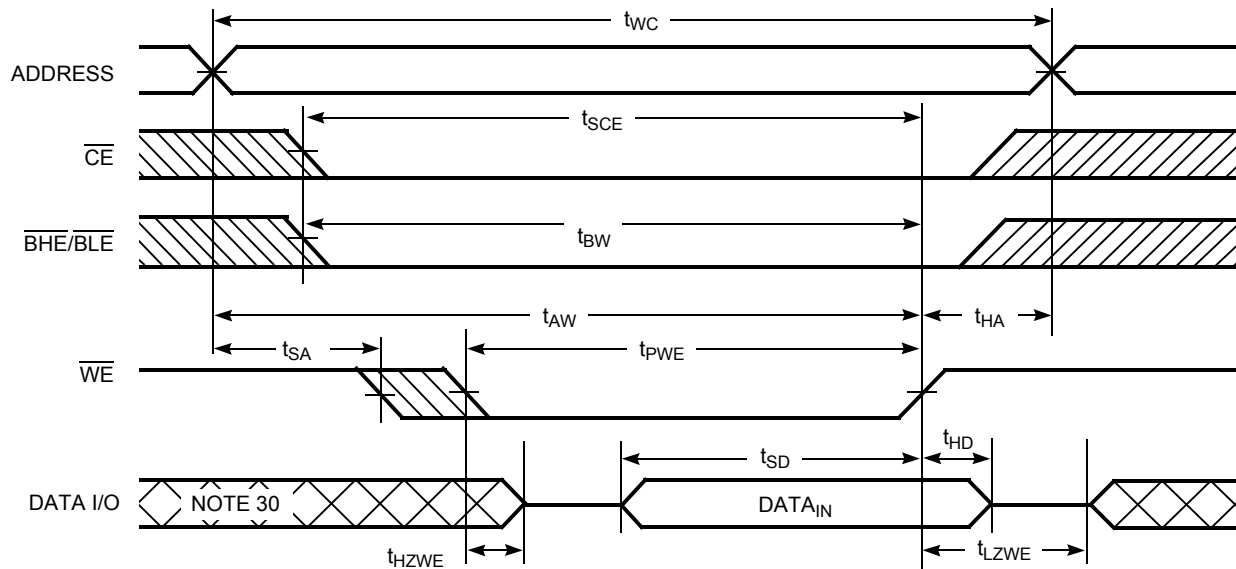 tWC
ADDRESS
tSCE
CE
BHE/BLE
tBW
tAW
tHA
tSA
tPWE
WE
tHD
tSD
DATA I/O
NOTE 30
DATAIN
tHZWE
tLZWE